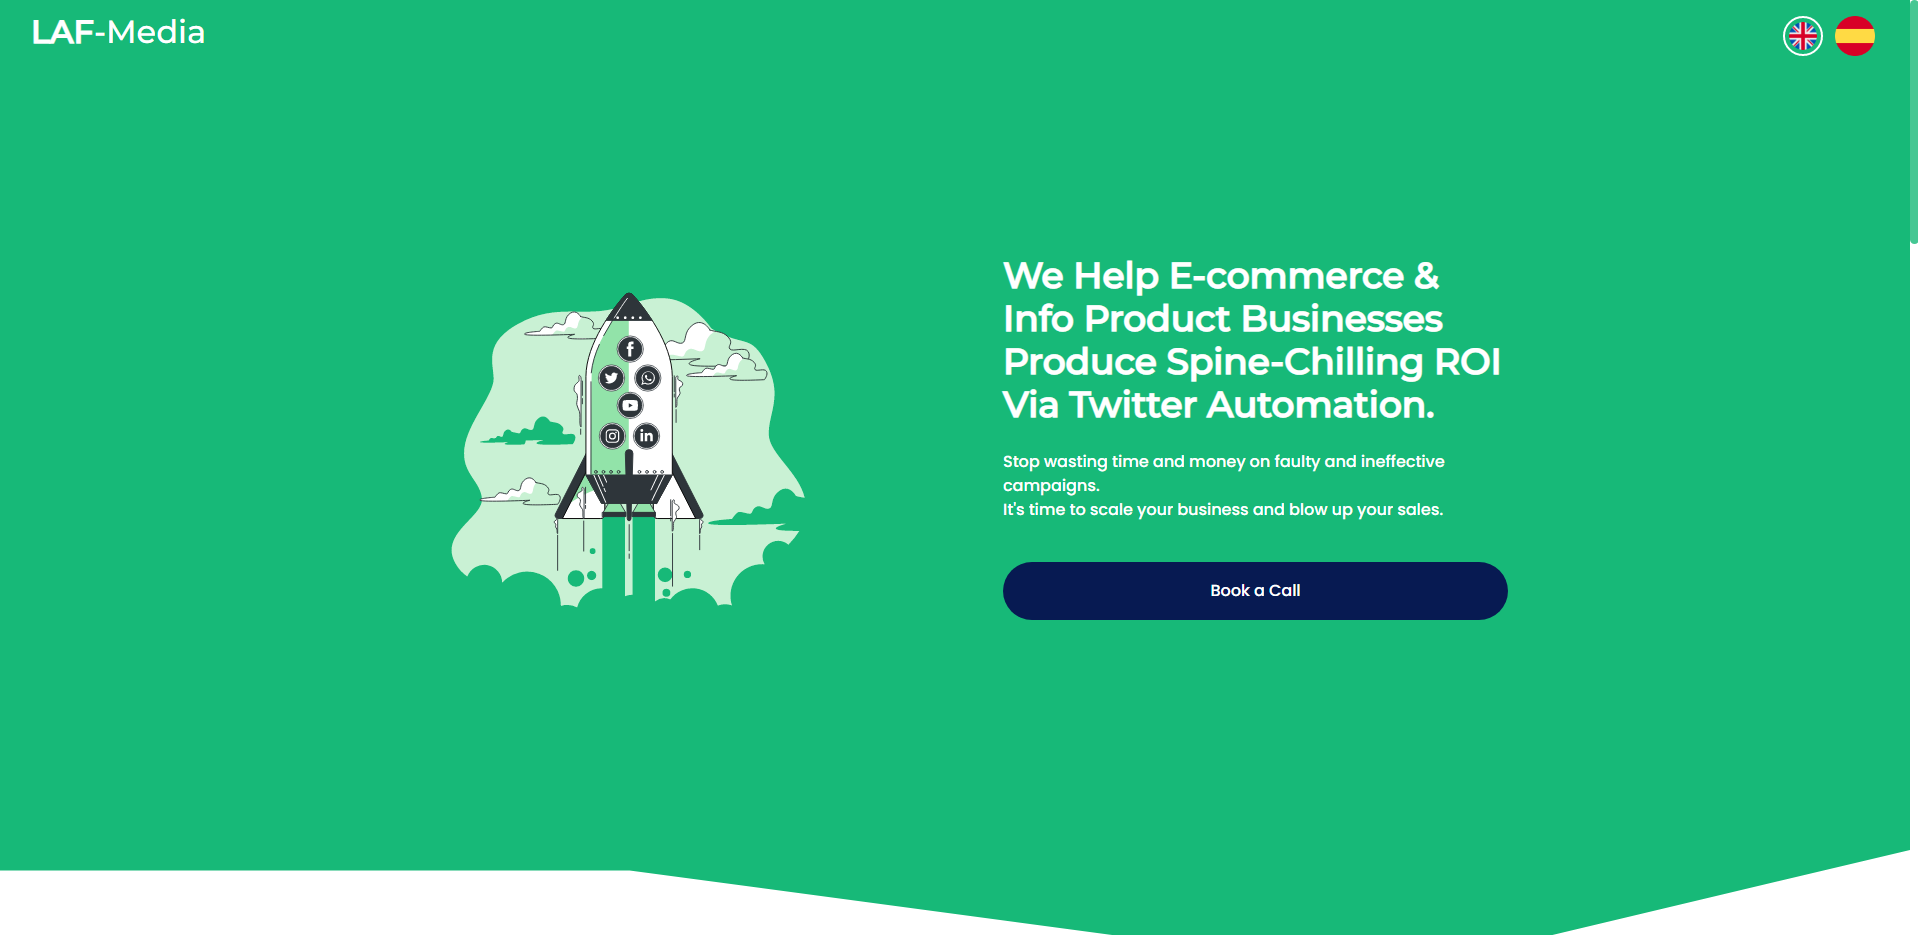 LAF-Media
We Help E-commerce &
Info Product Businesses
Produce Spine-Chilling ROI
Via Twitter Automation.
Stop wasting time and money on faulty and ineffective
campaigns.
It's time to scale your business and blow up your sales.
Book a Call